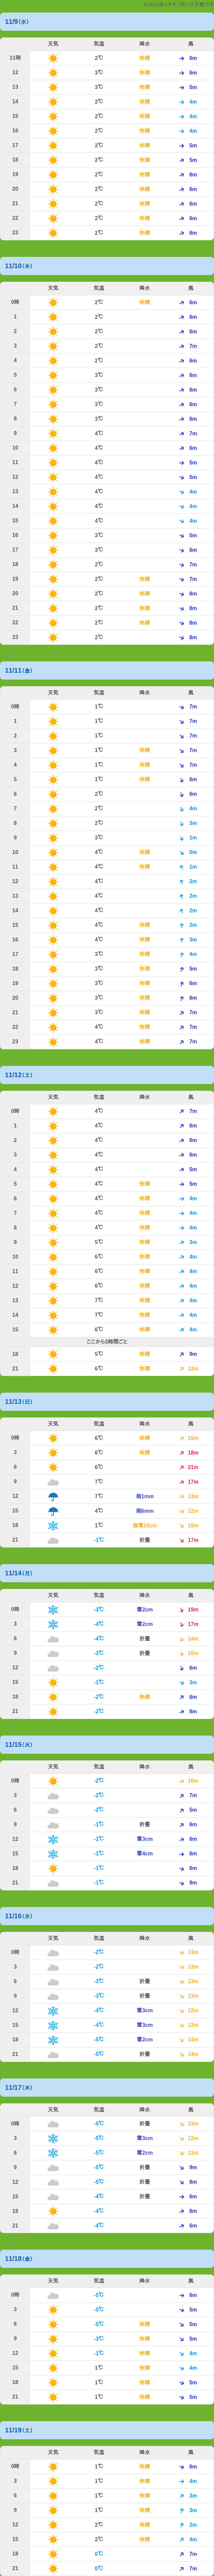 11/9(水)
天気 気温 降水 風
11時 2℃ 快晴 6m
12 3℃ 快晴 6m
13 3℃ 快晴 5m
14 2℃ 快晴 4m
15 2℃ 快晴 4m
16 2℃ 快晴 4m
17 2℃ 快晴 5m
18 2℃ 快晴 5m
19 2℃ 快晴 6m
20 2℃ 快晴 6m
21 2℃ 快晴 6m
22 2℃ 快晴 6m
23 2℃ 快晴 6m
11/10(木)
天気 気温 降水 風
0時 2℃ 快晴 6m
1 2℃ 6m
2 2℃ 6m
3 2℃ 7m
4 2℃ 6m
5 3℃ 6m
6 3℃ 6m
7 3℃ 6m
8 3℃ 6m
9 4℃ 7m
10 4℃ 6m
11 4℃ 5m
12 4℃ 5m
13 4℃ 4m
14 4℃ 4m
15 4℃ 4m
16 3℃ 5m
17 3℃ 6m
18 2℃ 7m
19 2℃ 快晴 7m
20 2℃ 快晴 8m
21 2℃ 快晴 8m
22 2℃ 快晴 8m
23 2℃ 8m
11/11(金)
天気 気温 降水 風
0時 1℃ 7m
1 1℃ 7m
2 1℃ 7m
3 1℃ 快晴 7m
4 1℃ 快晴 7m
5 1℃ 快晴 6m
6 2℃ 6m
7 2℃ 4m
8 2℃ 3m
9 3℃ 1m
10 4℃ 快晴 0m
11 4℃ 快晴 1m
12 4℃ 2m
13 4℃ 2m
14 4℃ 2m
15 4℃ 快晴 2m
16 4℃ 快晴 3m
17 3℃ 快晴 4m
18 3℃ 快晴 5m
19 3℃ 快晴 6m
20 3℃ 快晴 6m
21 3℃ 快晴 7m
22 4℃ 快晴 7m
23 4℃ 快晴 7m
11/12(土)
天気 気温 降水 風
0時 4℃ 7m
1 4℃ 6m
2 4℃ 6m
3 4℃ 6m
4 4℃ 5m
5 4℃ 快晴 5m
6 4℃ 快晴 4m
7 4℃ 快晴 4m
8 4℃ 快晴 4m
9 5℃ 快晴 3m
10 6℃ 快晴 4m
11 6℃ 快晴 4m
12 6℃ 快晴 4m
13 7℃ 快晴 4m
14 7℃ 快晴 4m
15 6℃ 快晴 4m
ここから3時間ごと
18 5℃ 快晴 9m
21 6℃ 快晴 12m
11/13(日)
天気 気温 降水 風
0時 6℃ 快晴 15m
3 6℃ 快晴 18m
6 6℃ 21m
9 7℃ 17m
12 7℃ 雨1mm 13m
15 4℃ 雨6mm 12m
18 1℃ 15m
21 -1℃ 折曇 17m
11/14(月)
天気 気温 降水 風
0時 -3℃ 雪2cm 19m
3 -4℃ 雪2cm 17m
6 -4℃ 折曇 14m
9 -3℃ 折曇 10m
12 -2℃ 6m
15 -1℃ 3m
18 -2℃ 快晴 6m
21 -2℃ 8m
11/15(火)
天気 気温 降水 風
0時 -2℃ 10m
3 -2℃ 7m
6 -2℃ 5m
9 -1℃ 折曇 6m
12 -1℃ 雪3cm 6m
15 -1℃ 雪4cm 6m
18 -1℃ 6m
21 -1℃ 9m
11/16(水)
天気 気温 降水 風
0時 -2℃ 13m
3 -2℃ 13m
6 -3℃ 折曇 13m
9 -3℃ 折曇 13m
12 -4℃ 雪3cm 12m
15 -4℃ 雪3cm 13m
18 -5℃ 雪2cm 14m
21 -5℃ 折曇 14m
11/17(木)
天気 気温 降水 風
0時 -5℃ 折曇 13m
3 -5℃ 雪3cm 12m
6 -5℃ 雪2cm 11m
9 -5℃ 折曇 9m
12 -5℃ 折曇 8m
15 -4℃ 折曇 6m
18 -4℃ 6m
21 -4℃ 6m
11/18(金)
天気 気温 降水 風
0時 -5℃ 6m
3 -5℃ 5m
6 -5℃ 快晴 5m
9 -3℃ 快晴 5m
12 -1℃ 快晴 4m
15 1℃ 快晴 4m
18 1℃ 快晴 5m
21 1℃ 快晴 5m
11/19(土)
天気 気温 降水 風
0時 1℃ 快晴 6m
3 1℃ 快晴 4m
6 1℃ 快晴 3m
9 1℃ 快晴 3m
12 2℃ 快晴 2m
15 2℃ 快晴 4m
18 0℃ 快晴 7m
21 0℃ 快晴 7m